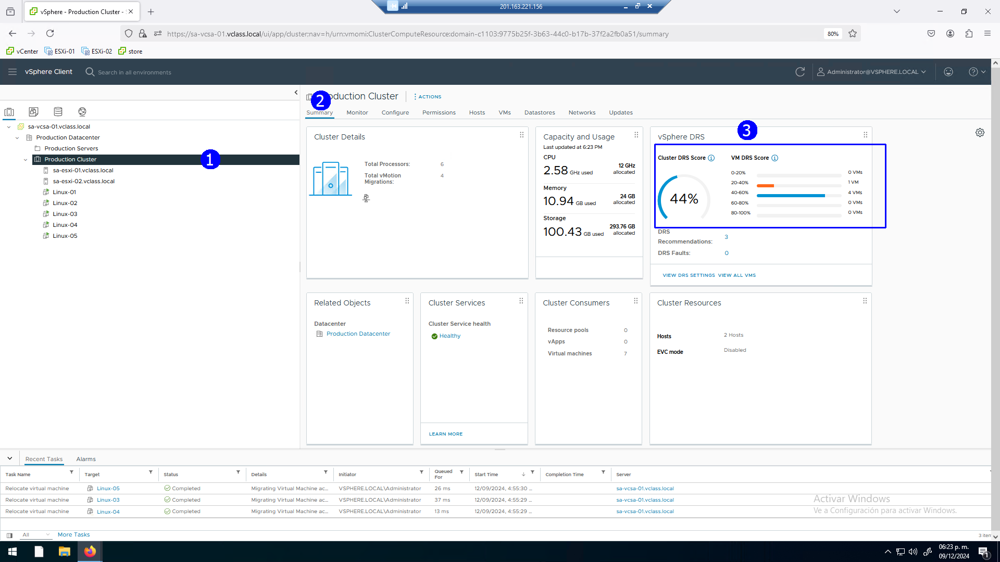 vSphere - Production Cluster -
201.163.221.156
https://sa-vcsa-01.vclass.local/ui/app/cluster;nav=h/urn:vmomi:ClusterComputeResource:domain-c1103:9775b25f-3b63-44c0-b17b-37f2a2fb0a51/summary
80%
vCenter
ESXi-01
ESXi-02
store
vSphere Client
Search in all environments
Administrator@VSPHERE.LOCAL
sa-vcsa-01.vclass.local
Production Datacenter
Production Servers
Production Cluster
1
sa-esxi-01.vclass.local
sa-esxi-02.vclass.local
Linux-01
Linux-02
Linux-03
Linux-04
Linux-05
2
oduction Cluster
ACTIONS
Summary
Monitor
Configure
Permissions
Hosts
VMs
Datastores
Networks
Updates
Cluster Details
Total Processors: 6
Total vMotion
Migrations: 4
Capacity and Usage
Last updated at 6:23 PM
CPU
2.58 GHz used
12 GHz
allocated
Memory
10.94 GB used
24 GB
allocated
Storage
100.43 GB used
293.76 GB
allocated
vSphere DRS
3
Cluster DRS Score
VM DRS Score
44%
0-20% 0 VMs
20-40% 1 VM
40-60% 4 VMs
60-80% 0 VMs
80-100% 0 VMs
DRS
Recommendations: 3
DRS Faults: 0
VIEW DRS SETTINGS VIEW ALL VMS
Related Objects
Datacenter
Production Datacenter
Cluster Services
Cluster Service health
Healthy
LEARN MORE
Cluster Consumers
Resource pools 0
vApps 0
Virtual machines 7
Cluster Resources
Hosts 2 Hosts
EVC mode Disabled
Recent Tasks
Alarms
Task Name Target Status Details Initiator Queued For Start Time Completion Time Server
Relocate virtual machine Linux-05 Completed Migrating Virtual Machine ac... VSPHERE.LOCAL\Administrator 26 ms 12/09/2024, 4:55:30 ... sa-vcsa-01.vclass.local
Relocate virtual machine Linux-03 Completed Migrating Virtual Machine ac... VSPHERE.LOCAL\Administrator 37 ms 12/09/2024, 4:55:29 ... sa-vcsa-01.vclass.local
Relocate virtual machine Linux-04 Completed Migrating Virtual Machine ac... VSPHERE.LOCAL\Administrator 13 ms 12/09/2024, 4:55:29 ... sa-vcsa-01.vclass.local
Activar Windows
Ve a Configuración para activar Windows.
All
More Tasks
3 item
06:23 p. m.
09/12/2024
1